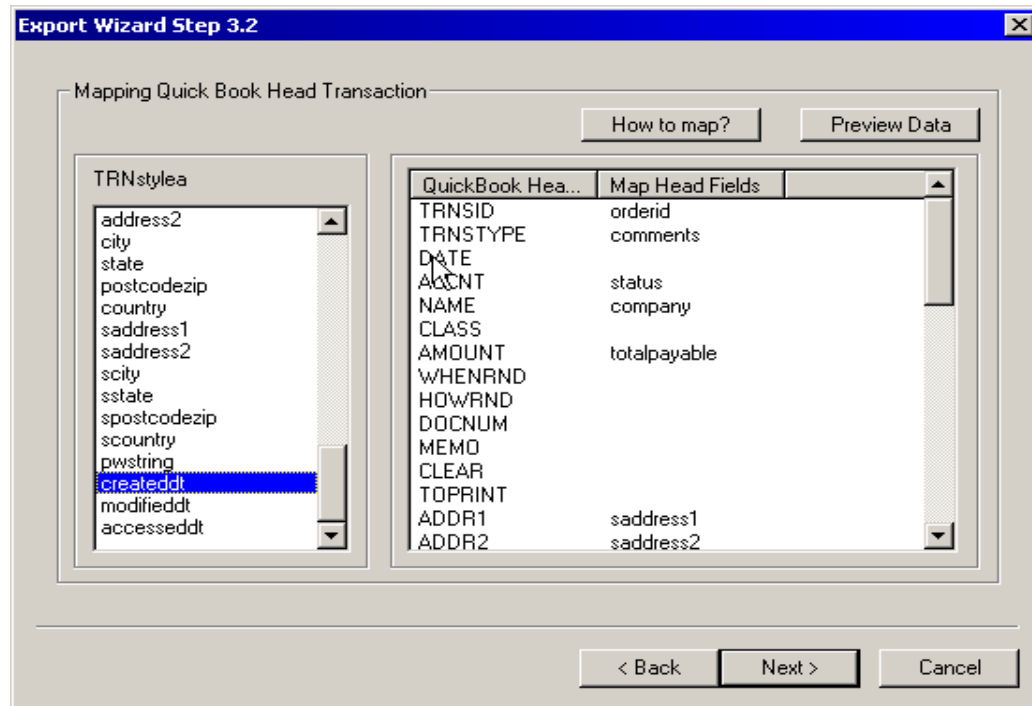 Export Wizard Step 3.2
Mapping Quick Book Head Transaction
How to map?
Preview Data
TRNstylea
address2
city
state
postcodezip
country
saddress1
saddress2
scity
sstate
spostcodezip
scountry
pwstring
createddt
modifieddt
accesseddt
QuickBook Hea... Map Head Fields
TRNSID orderid
TRNSTYPE comments
DATE
ACCNT status
NAME company
CLASS
AMOUNT totalpayable
WHENRND
HOWRND
DOCNUM
MEMO
CLEAR
TOPRINT
ADDR1 saddress1
ADDR2 saddress2
< Back
Next >
Cancel